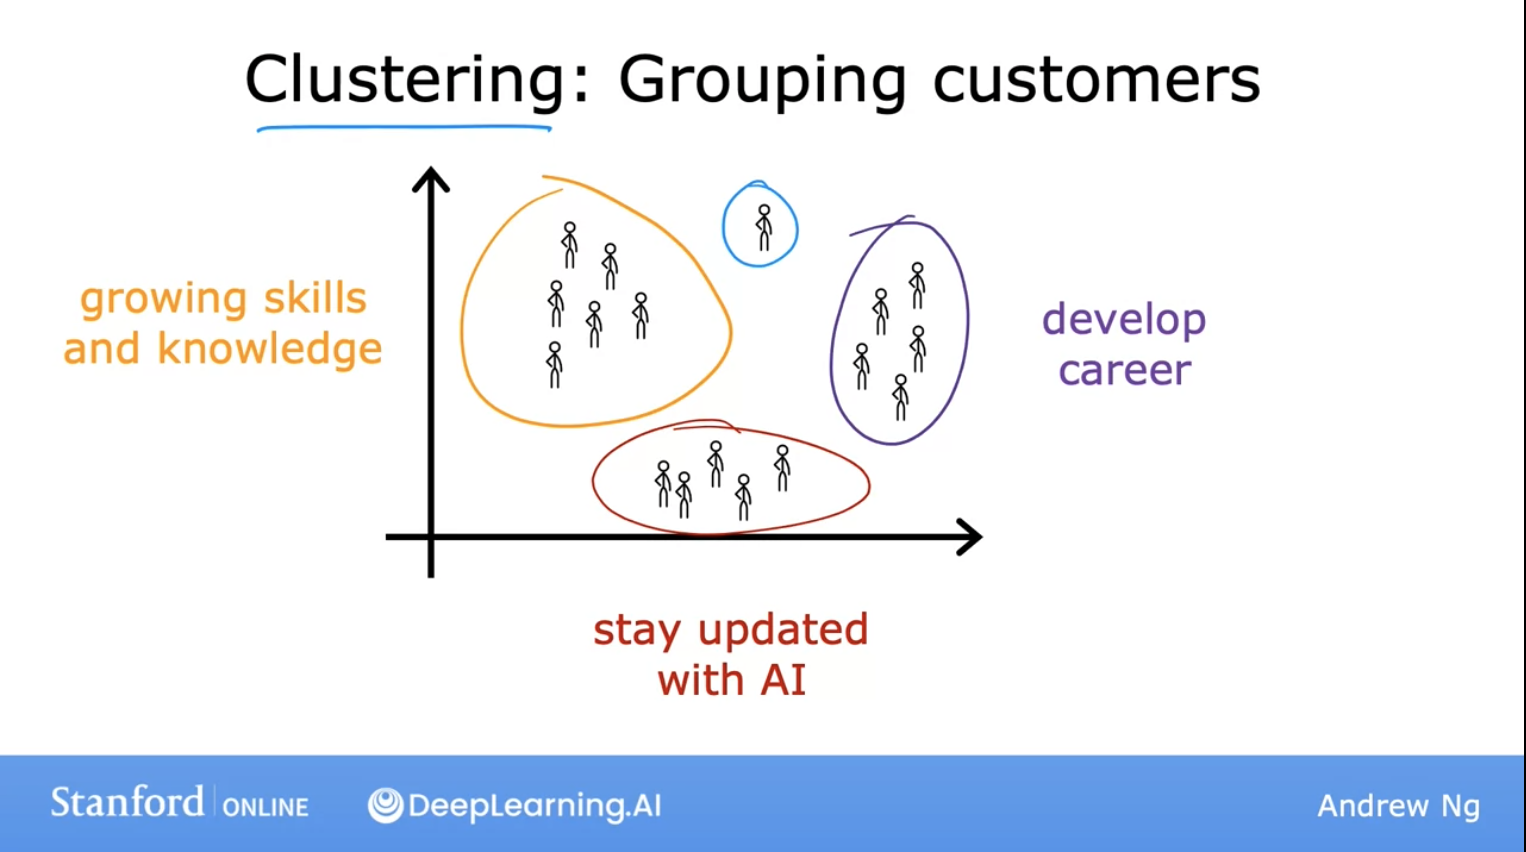 Clustering: Grouping customers
growing skills
and knowledge
develop
career
stay updated
with AI
Stanford ONLINE
DeepLearning.AI
Andrew Ng